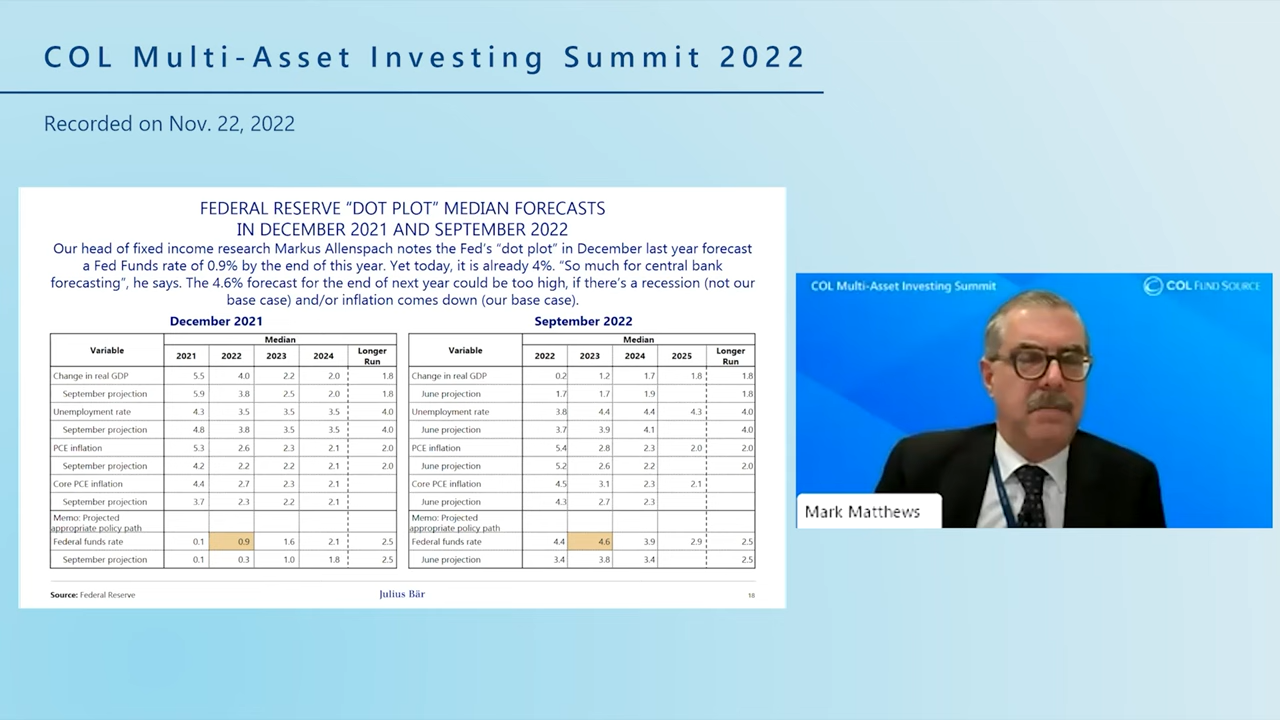 COL Multi-Asset Investing Summit 2022
Recorded on Nov. 22, 2022
FEDERAL RESERVE “DOT PLOT” MEDIAN FORECASTS
IN DECEMBER 2021 AND SEPTEMBER 2022
Our head of fixed income research Markus Allenspach notes the Fed’s “dot plot” in December last year forecast
a Fed Funds rate of 0.9% by the end of this year. Yet today, it is already 4%. “So much for central bank
forecasting”, he says. The 4.6% forecast for the end of next year could be too high, if there’s a recession (not our
base case) and/or inflation comes down (our base case).
December 2021
Variable
Median
2021 2022 2023 2024 Longer Run
Change in real GDP 5.5 4.0 2.2 2.0 1.8
September projection 5.9 3.8 2.5 2.0 1.8
Unemployment rate 4.3 3.5 3.5 3.5 4.0
September projection 4.8 3.8 3.5 3.5 4.0
PCE inflation 5.3 2.6 2.3 2.1 2.0
September projection 4.2 2.2 2.2 2.1 2.0
Core PCE inflation 4.4 2.7 2.3 2.1
September projection 3.7 2.3 2.2 2.1
Memo: Projected
appropriate policy path
Federal funds rate 0.1 0.9 1.6 2.1 2.5
September projection 0.1 0.3 1.0 1.8 2.5
September 2022
Variable
Median
2022 2023 2024 2025 Longer Run
Change in real GDP 0.2 1.2 1.7 1.8 1.8
June projection 1.7 1.7 1.9 1.8
Unemployment rate 3.8 4.4 4.4 4.3 4.0
June projection 3.7 3.9 4.1 4.0
PCE inflation 5.4 2.8 2.3 2.0 2.0
June projection 5.2 2.6 2.2 2.0
Core PCE inflation 4.5 3.1 2.3 2.1
June projection 4.3 2.7 2.3
Memo: Projected
appropriate policy path
Federal funds rate 4.4 4.6 3.9 2.9 2.5
June projection 3.4 3.8 3.4 2.5
Source: Federal Reserve
Julius Bär
18
COL Multi-Asset Investing Summit
COL FUND SOURCE
Mark Matthews